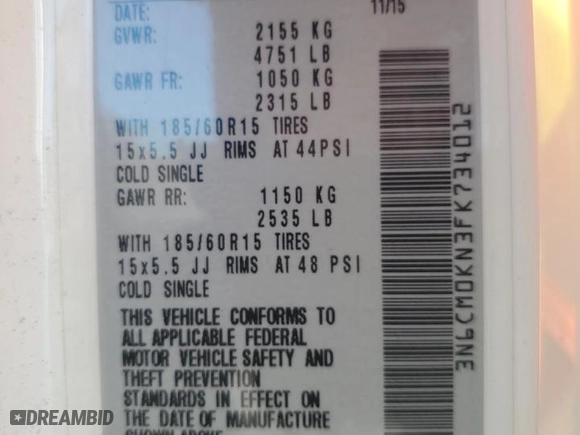 DATE: 11/15
GVWR: 2155 KG
4751 LB
GAWR FR: 1050 KG
2315 LB
WITH 185/60R15 TIRES
15x5.5 JJ RIMS AT 44PSI
COLD SINGLE
GAWR RR: 1150 KG
2535 LB
WITH 185/60R15 TIRES
15x5.5 JJ RIMS AT 48 PSI
COLD SINGLE
THIS VEHICLE CONFORMS TO
ALL APPLICABLE FEDERAL
MOTOR VEHICLE SAFETY AND
THEFT PREVENTION
STANDARDS IN EFFECT ON
THE DATE OF MANUFACTURE
SHOWN ABOVE
3N6CM0KN3FK734012
DREAMBID